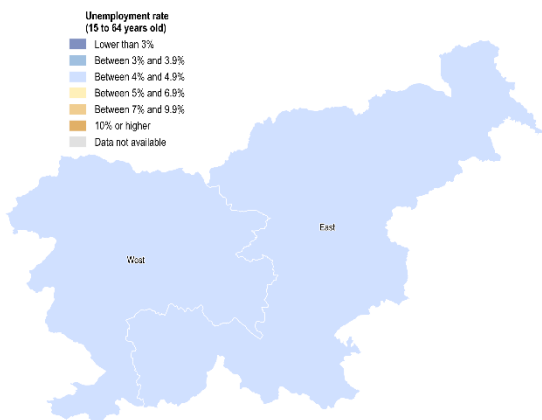 Unemployment rate
(15 to 64 years old)
Lower than 3%
Between 3% and 3.9%
Between 4% and 4.9%
Between 5% and 6.9%
Between 7% and 9.9%
10% or higher
Data not available
East
West